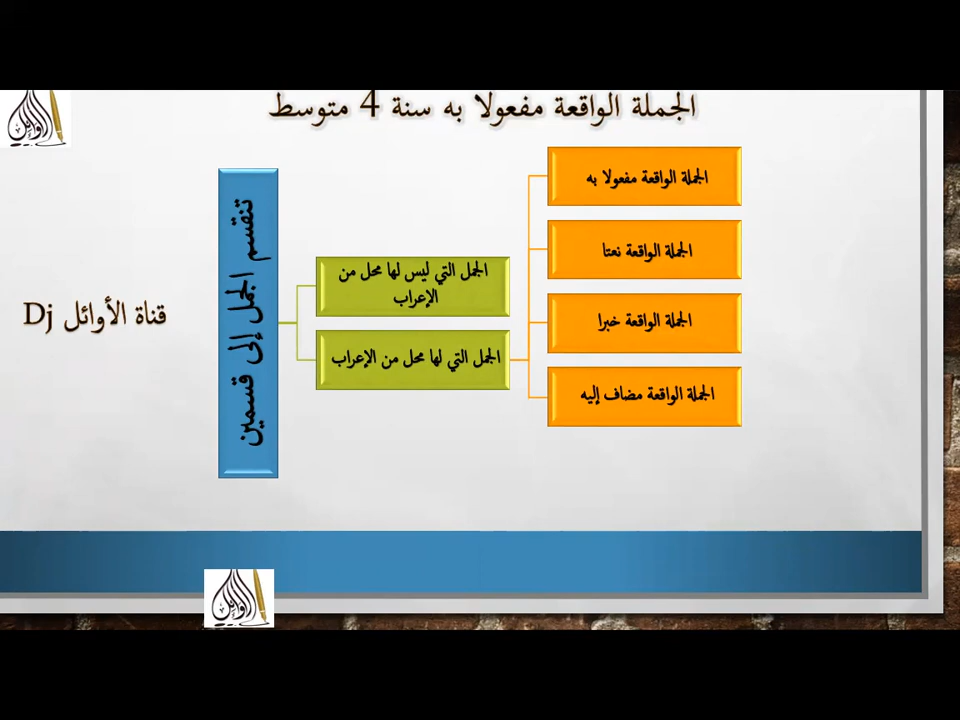 الجملة الواقعة مفعولا به سنة 4 متوسط
الأوائل
قناة الأوائل Dj
تنقسم الجمل إلى قسمين
الجمل التي ليس لها محل من
الإعراب
الجمل التي لها محل من الإعراب
الجملة الواقعة مفعولا به
الجملة الواقعة نعتا
الجملة الواقعة خبرا
الجملة الواقعة مضاف إليه
الأوائل